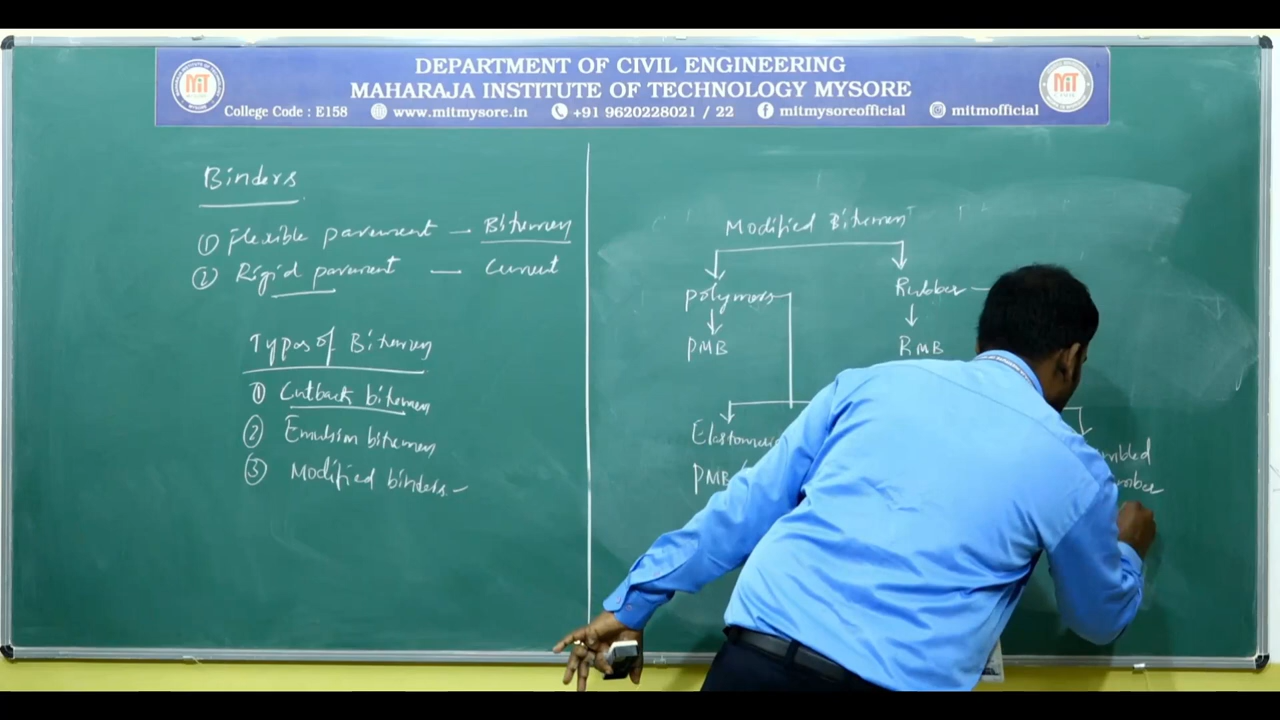 DEPARTMENT OF CIVIL ENGINEERING
MAHARAJA INSTITUTE OF TECHNOLOGY MYSORE
College Code : E158 www.mitmysore.in +91 9620228021 / 22 mitmysoreofficial mitmofficial
MIT
MIT
Binders
① Flexible pavement - Bitumen
② Rigid pavement - Cement
Types of Bitumen
① Cutback bitumen
② Emulsion bitumen
③ Modified binders -
Modified Bitumen
Polymers
Rubber -
PMB
RMB
PMB